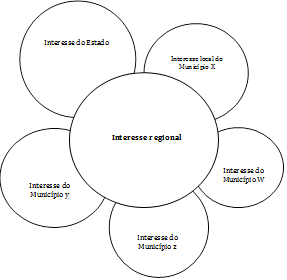 Interesse do Estado
Interesse local do
Município X
Interesse regional
Interesse do
Município W
Interesse do
Município y
Interesse do
Município z